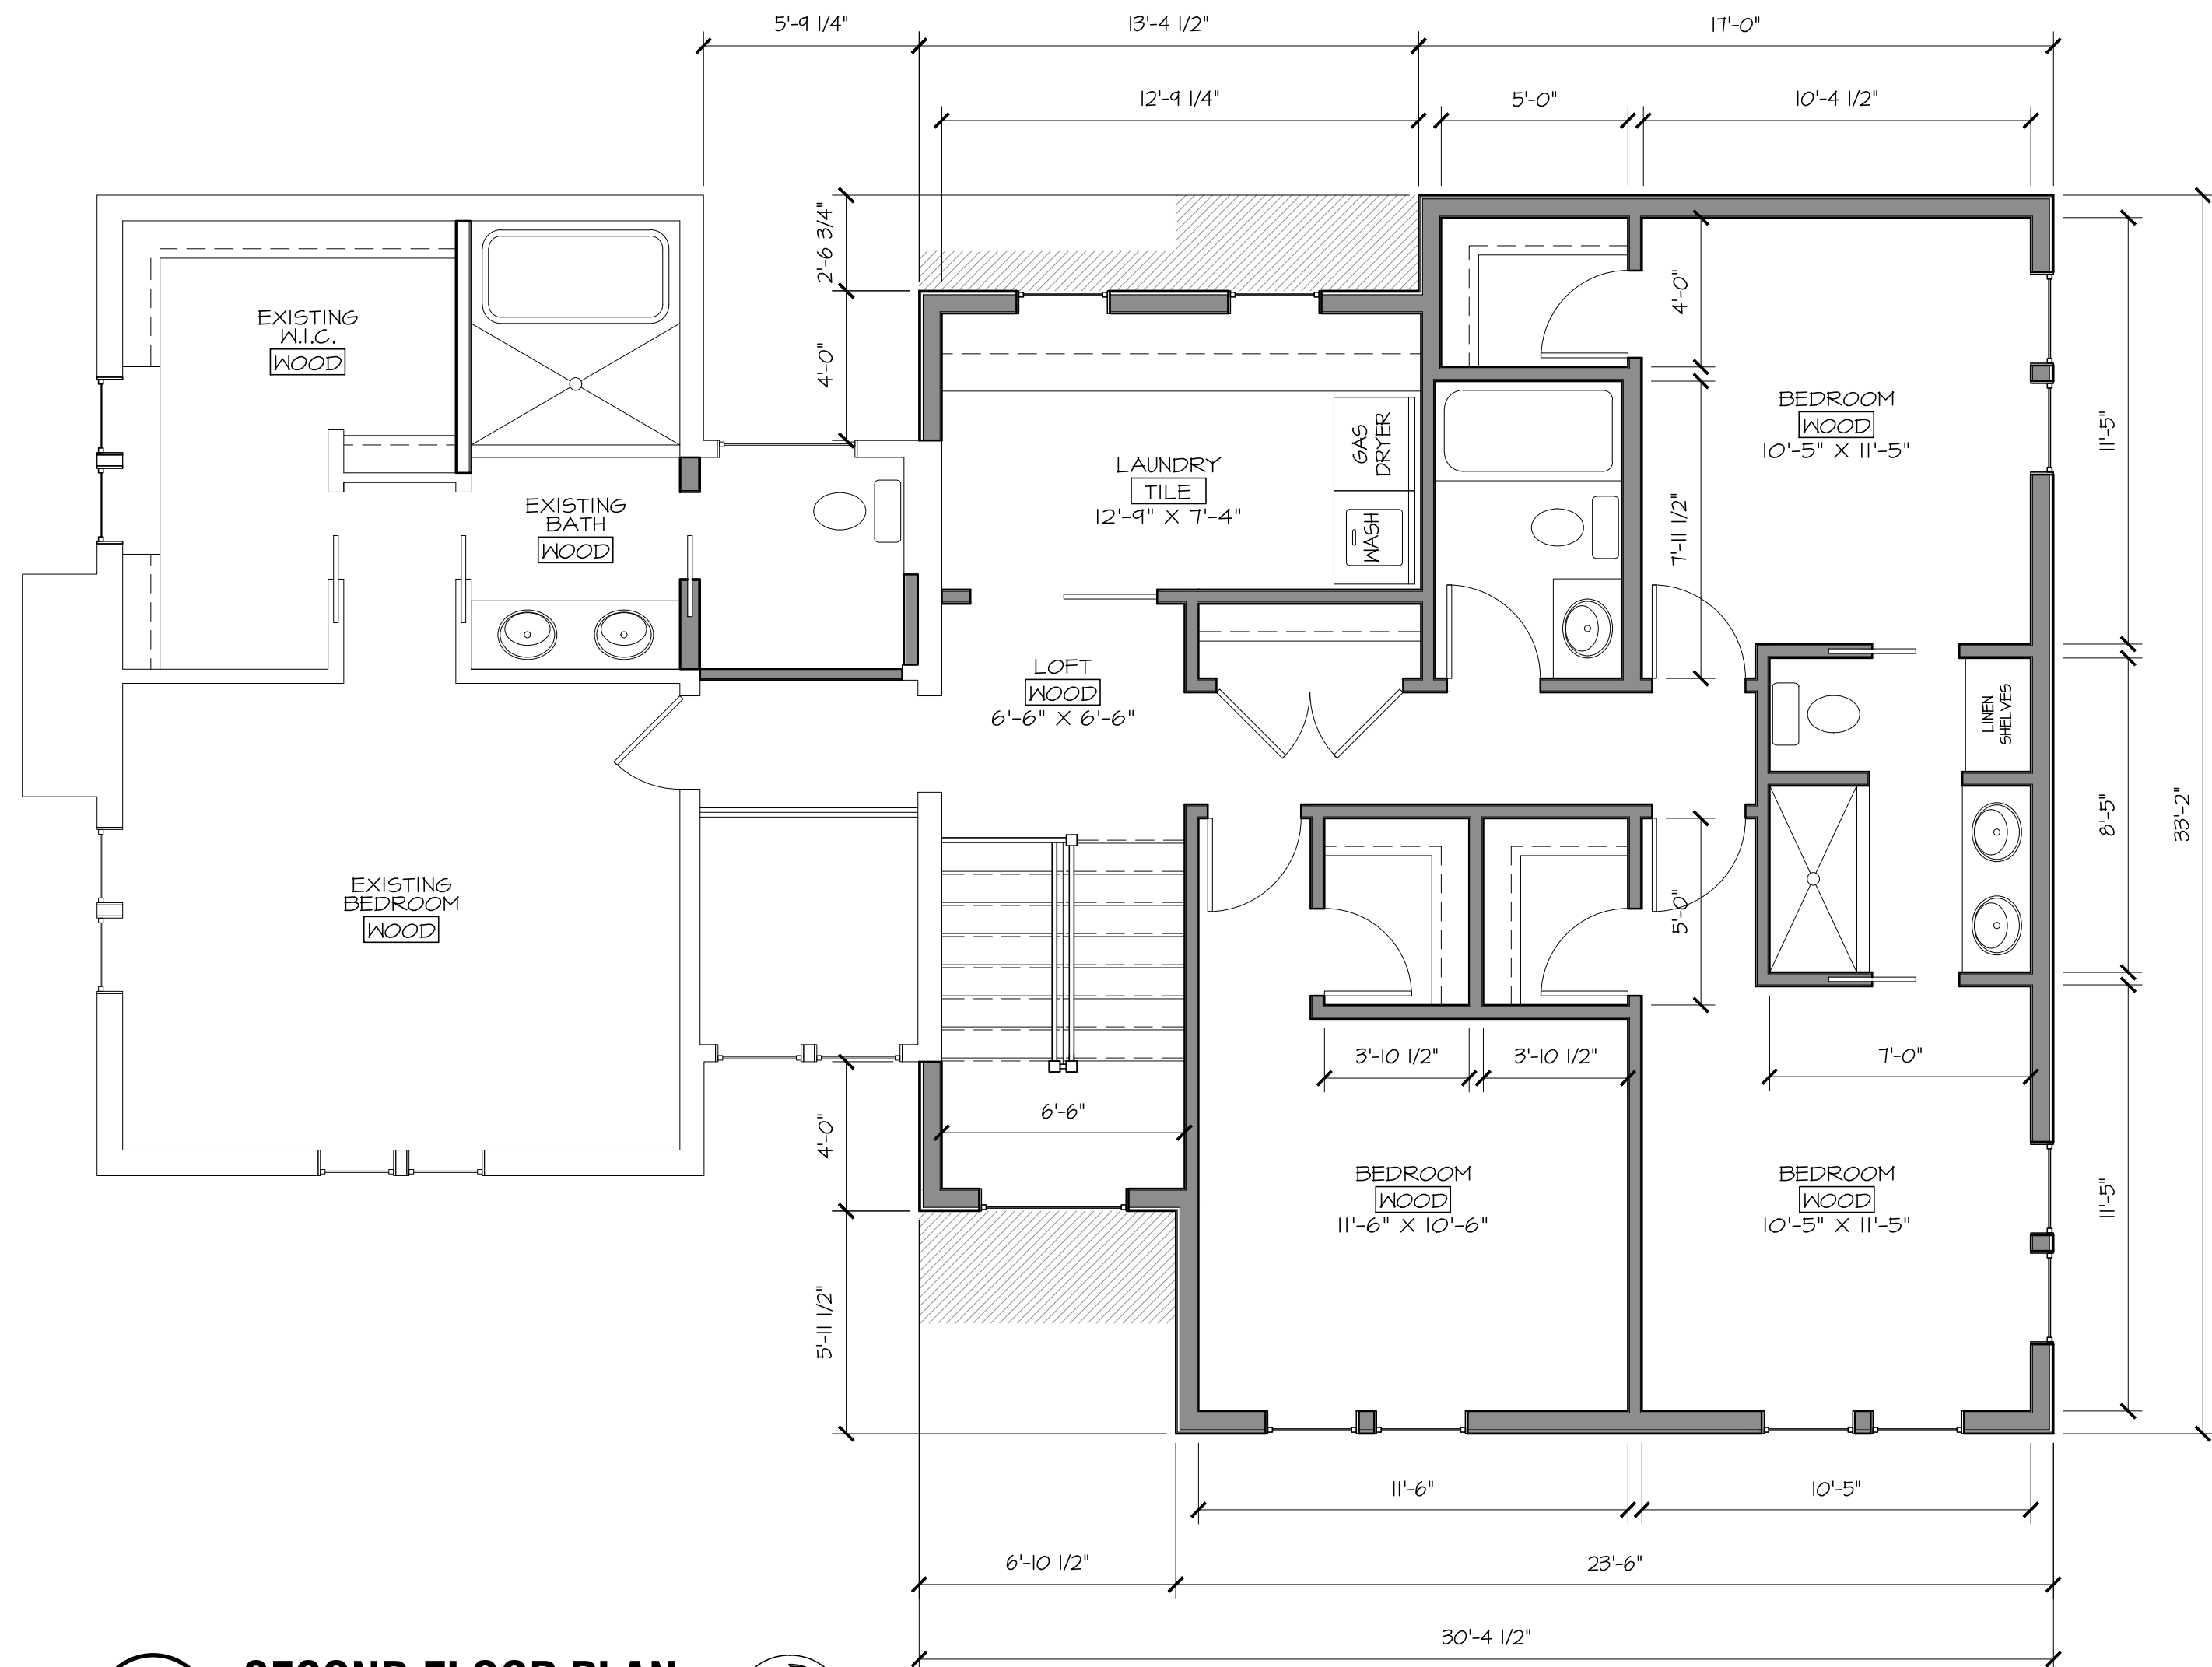 5'-9 1/4"
13'-4 1/2"
17'-0"
12'-9 1/4"
5'-0"
10'-4 1/2"
2'-6 3/4"
4'-0"
4'-0"
EXISTING
W.I.C.
WOOD
EXISTING
BATH
WOOD
LAUNDRY
TILE
12'-9" X 7'-4"
GAS
DRYER
WASH
7'-11 1/2"
BEDROOM
WOOD
10'-5" X 11'-5"
11'-5"
LOFT
WOOD
6'-6" X 6'-6"
LINEN
SHELVES
8'-5"
33'-2"
EXISTING
BEDROOM
WOOD
5'-0"
3'-10 1/2"
3'-10 1/2"
7'-0"
6'-6"
4'-0"
BEDROOM
WOOD
11'-6" X 10'-6"
BEDROOM
WOOD
10'-5" X 11'-5"
11'-5"
5'-11 1/2"
11'-6"
10'-5"
6'-10 1/2"
23'-6"
30'-4 1/2"
SECOND FLOOR PLAN